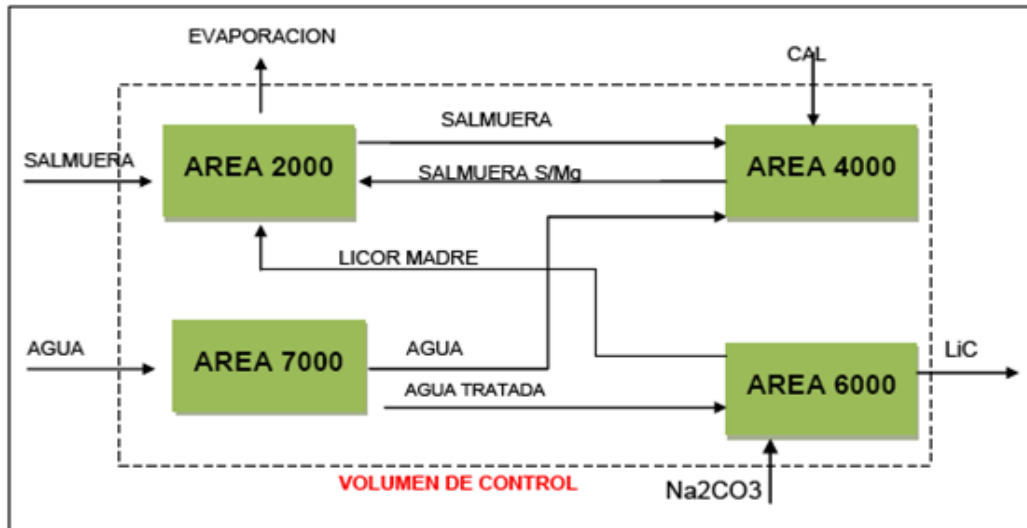 EVAPORACION
CAL
SALMUERA
SALMUERA
AREA 2000
SALMUERA S/Mg
AREA 4000
LICOR MADRE
AGUA
AREA 7000
AGUA
AGUA TRATADA
AREA 6000
LiC
VOLUMEN DE CONTROL
Na2CO3